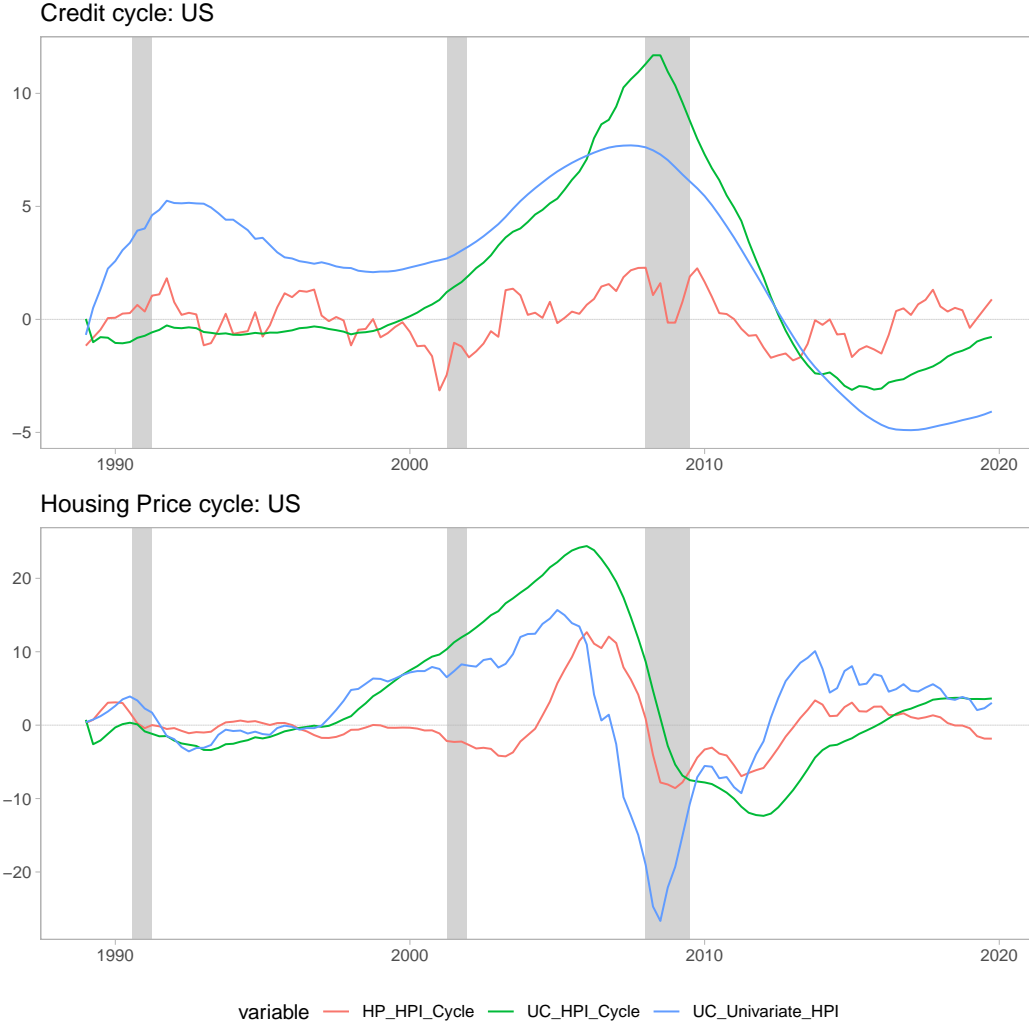 Credit cycle: US
10
5
0
−5
1990 2000 2010 2020
Housing Price cycle: US
20
10
0
−10
−20
1990 2000 2010 2020
variable HP_HPI_Cycle UC_HPI_Cycle UC_Univariate_HPI